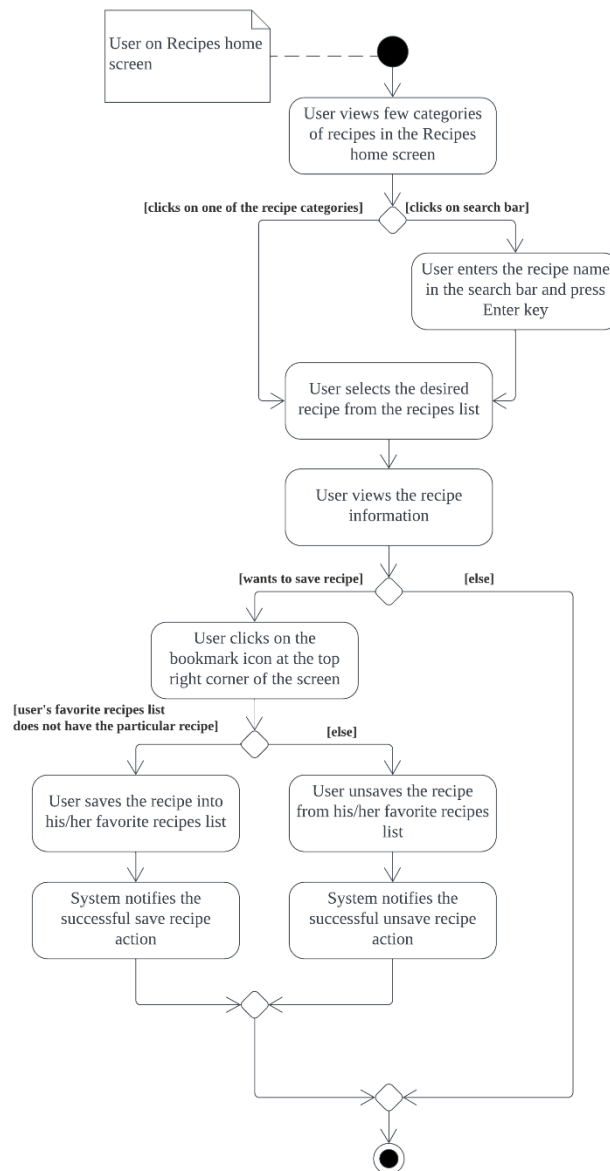 User on Recipes home
screen
User views few categories
of recipes in the Recipes
home screen
[clicks on one of the recipe categories]
[clicks on search bar]
User enters the recipe name
in the search bar and press
Enter key
User selects the desired
recipe from the recipes list
User views the recipe
information
[wants to save recipe]
[else]
User clicks on the
bookmark icon at the top
right corner of the screen
[user's favorite recipes list
does not have the particular recipe]
[else]
User saves the recipe into
his/her favorite recipes list
User unsaves the recipe
from his/her favorite recipes
list
System notifies the
successful save recipe
action
System notifies the
successful unsave recipe
action